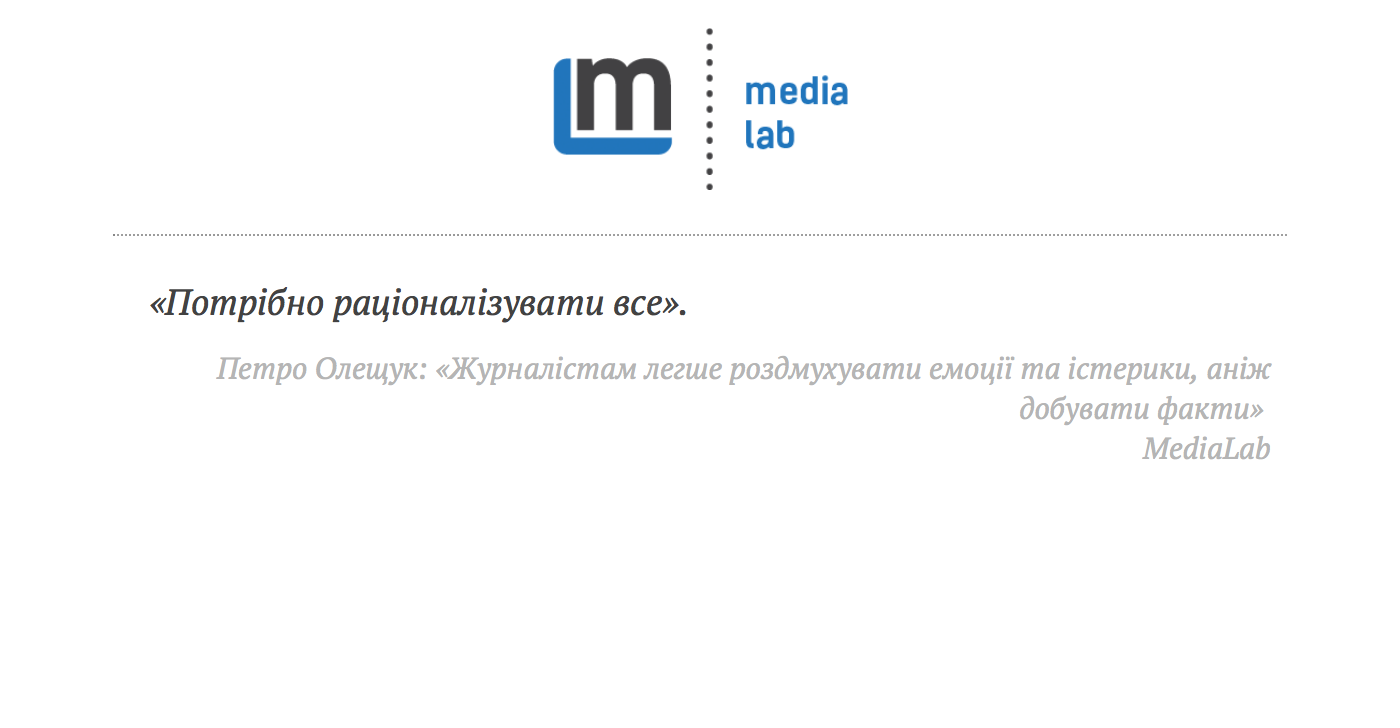 m
media
lab
«Потрібно раціоналізувати все».
Петро Олещук: «Журналістам легше роздмухувати емоції та істерики, аніж
добувати факти»
MediaLab